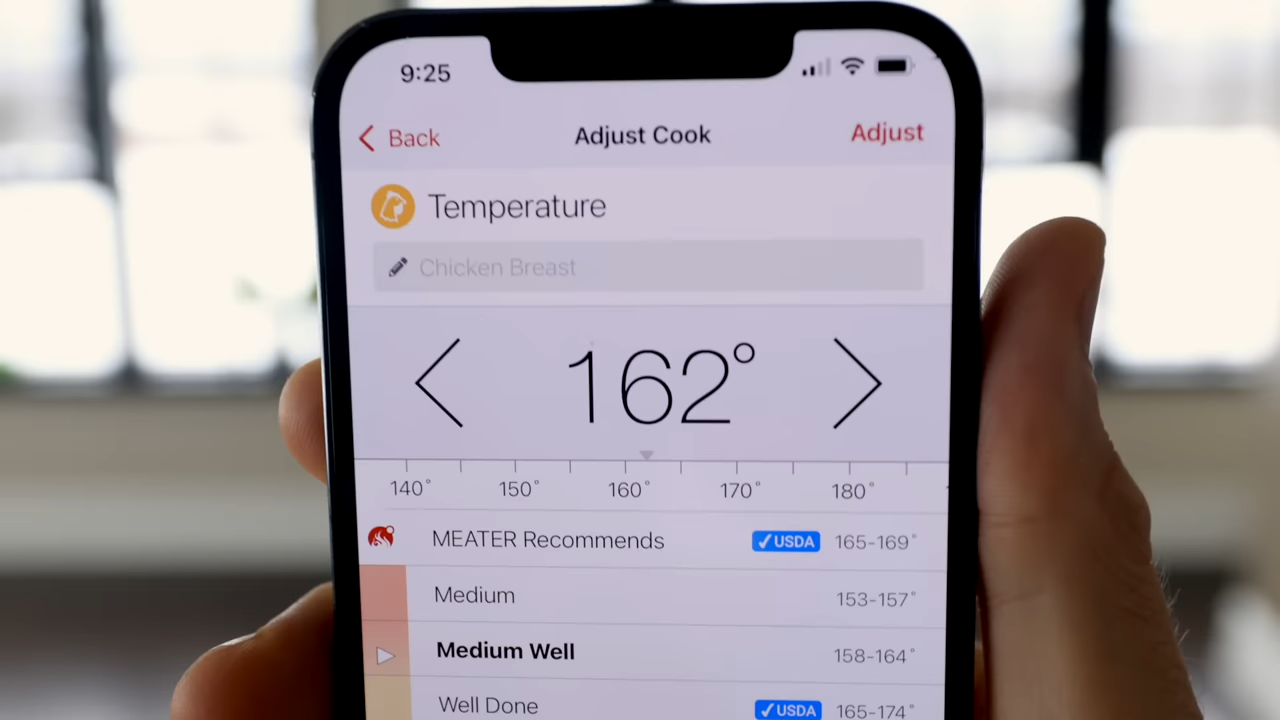 9:25
Back Adjust Cook Adjust
Temperature
Chicken Breast
162°
140° 150° 160° 170° 180°
MEATER Recommends ✓USDA 165-169°
Medium 153-157°
Medium Well 158-164°
Well Done ✓USDA 165-174°